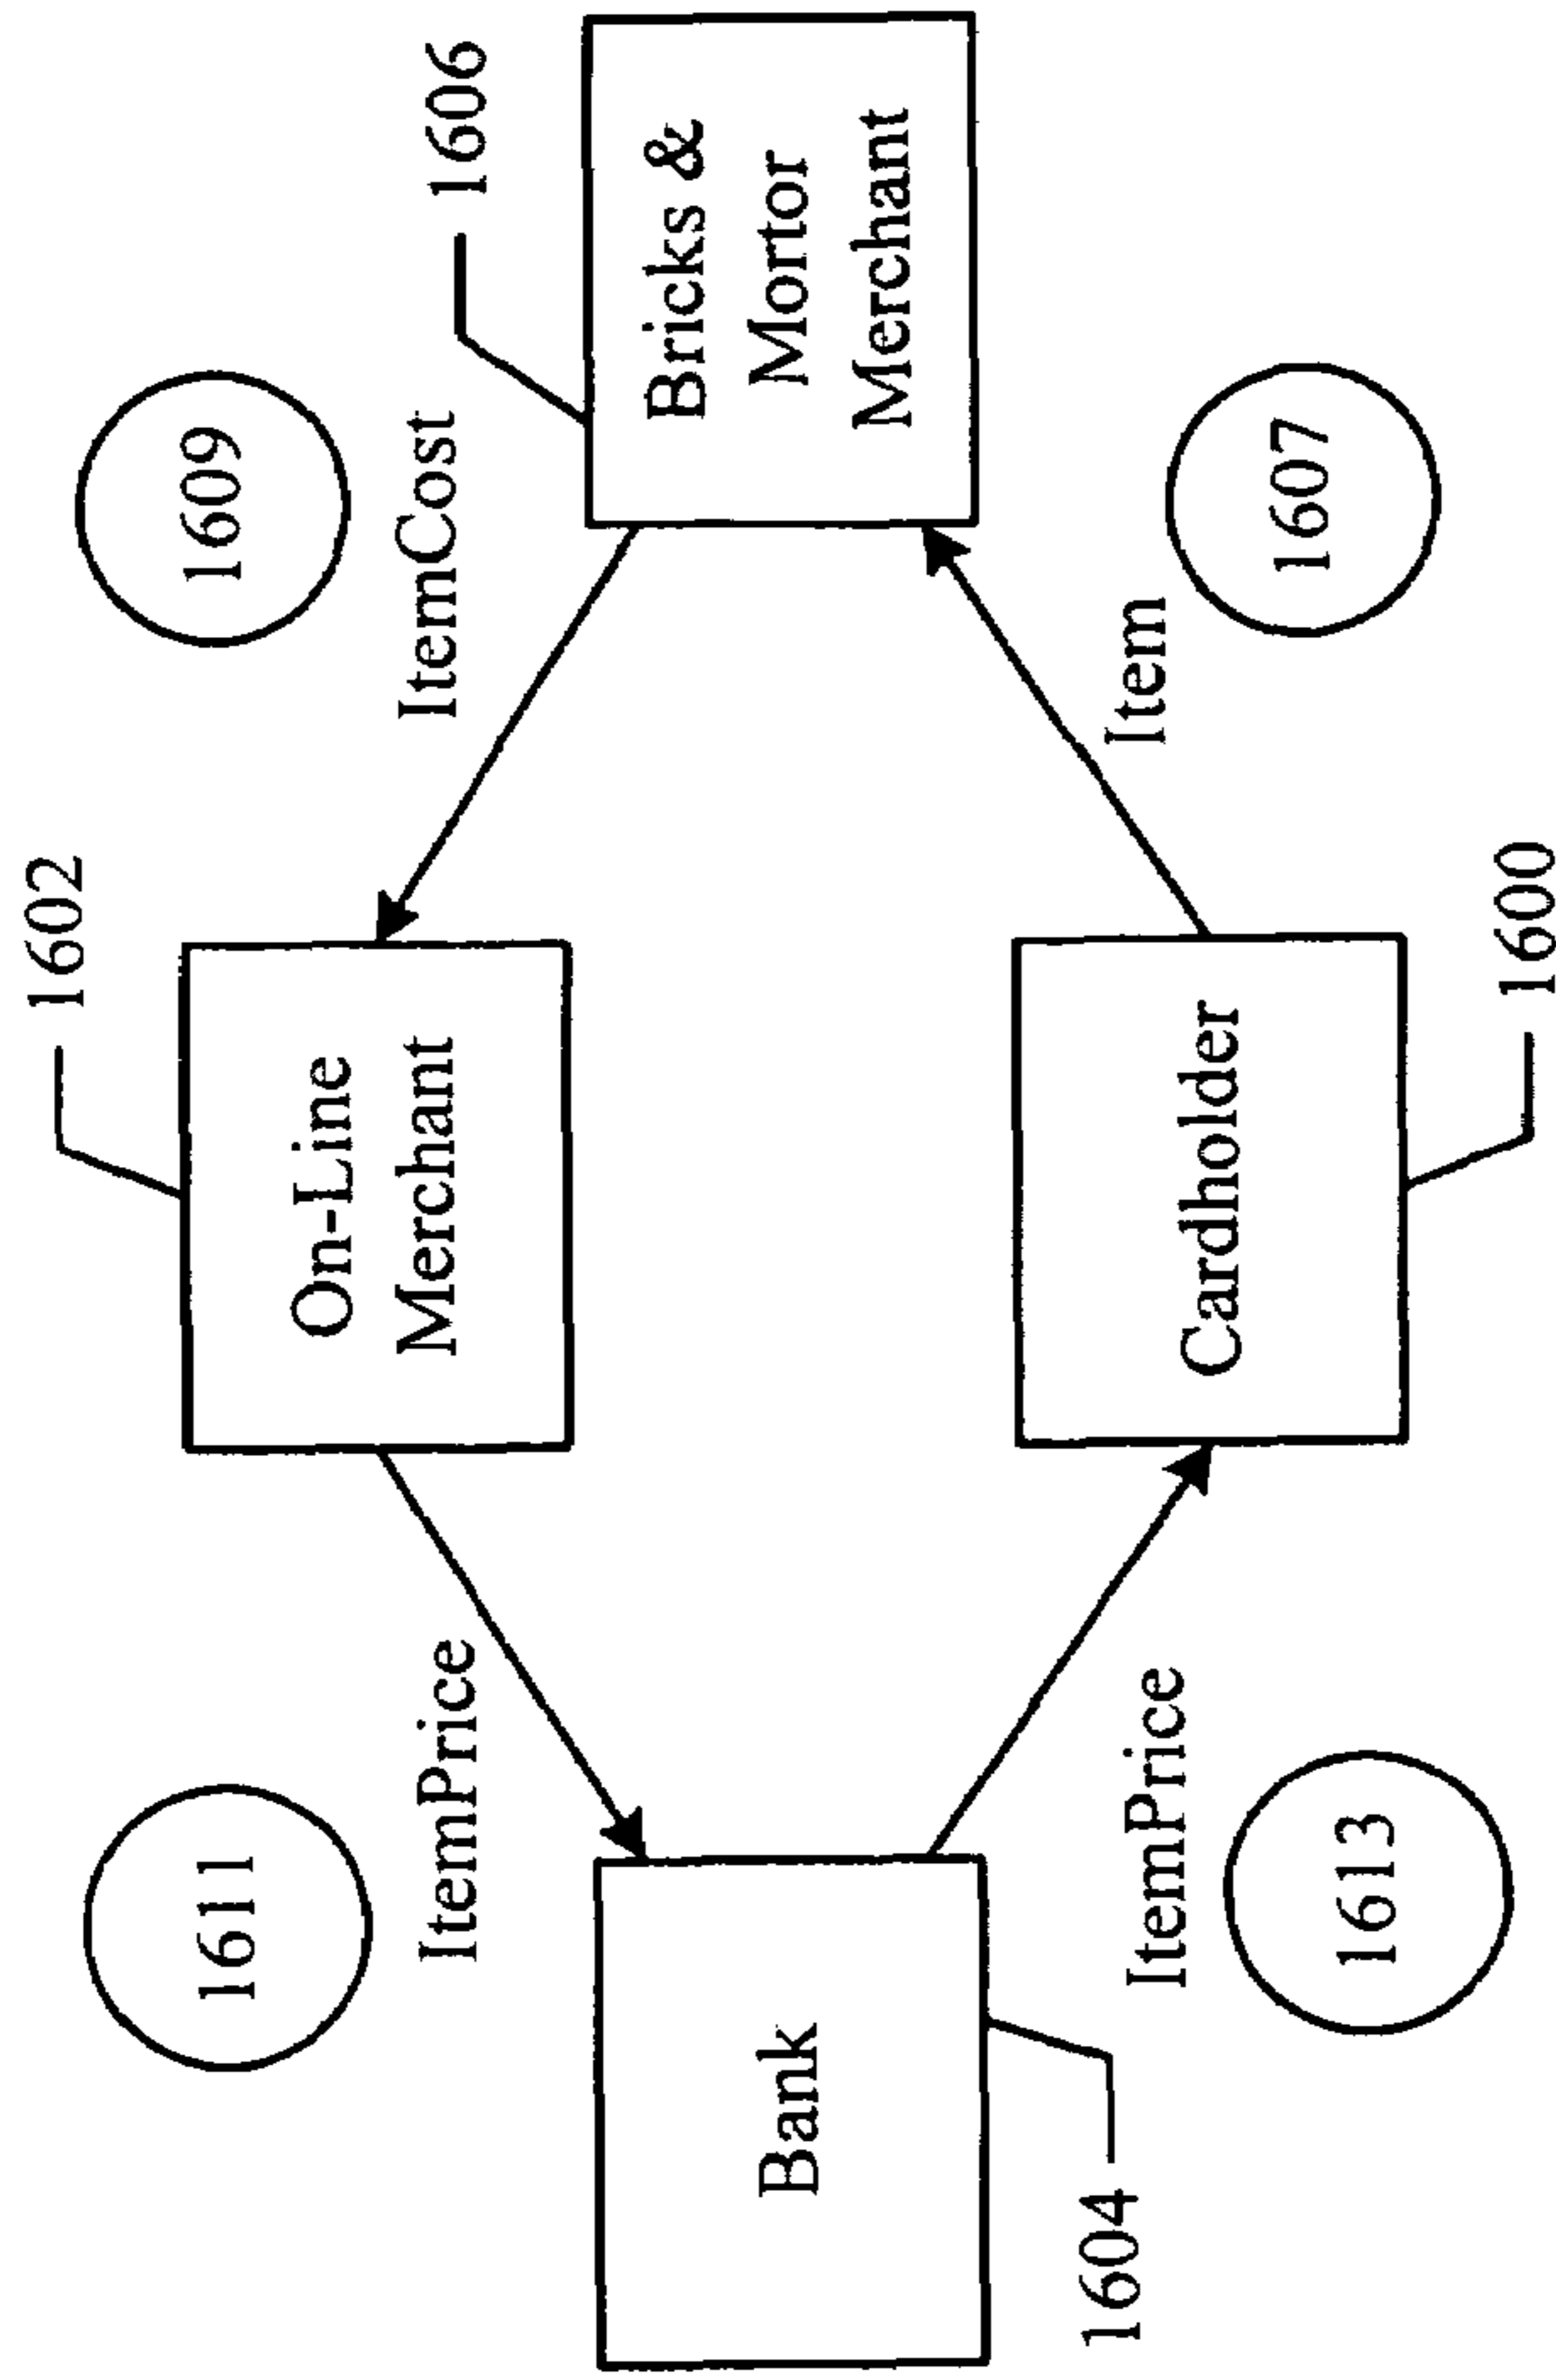 1602
1611
1609
On-Line
Merchant
ItemPrice
ItemCost
1606
Bank
Bricks &
Mortor
Merchant
1604
ItemPrice
Item
Cardholder
1613
1607
1600